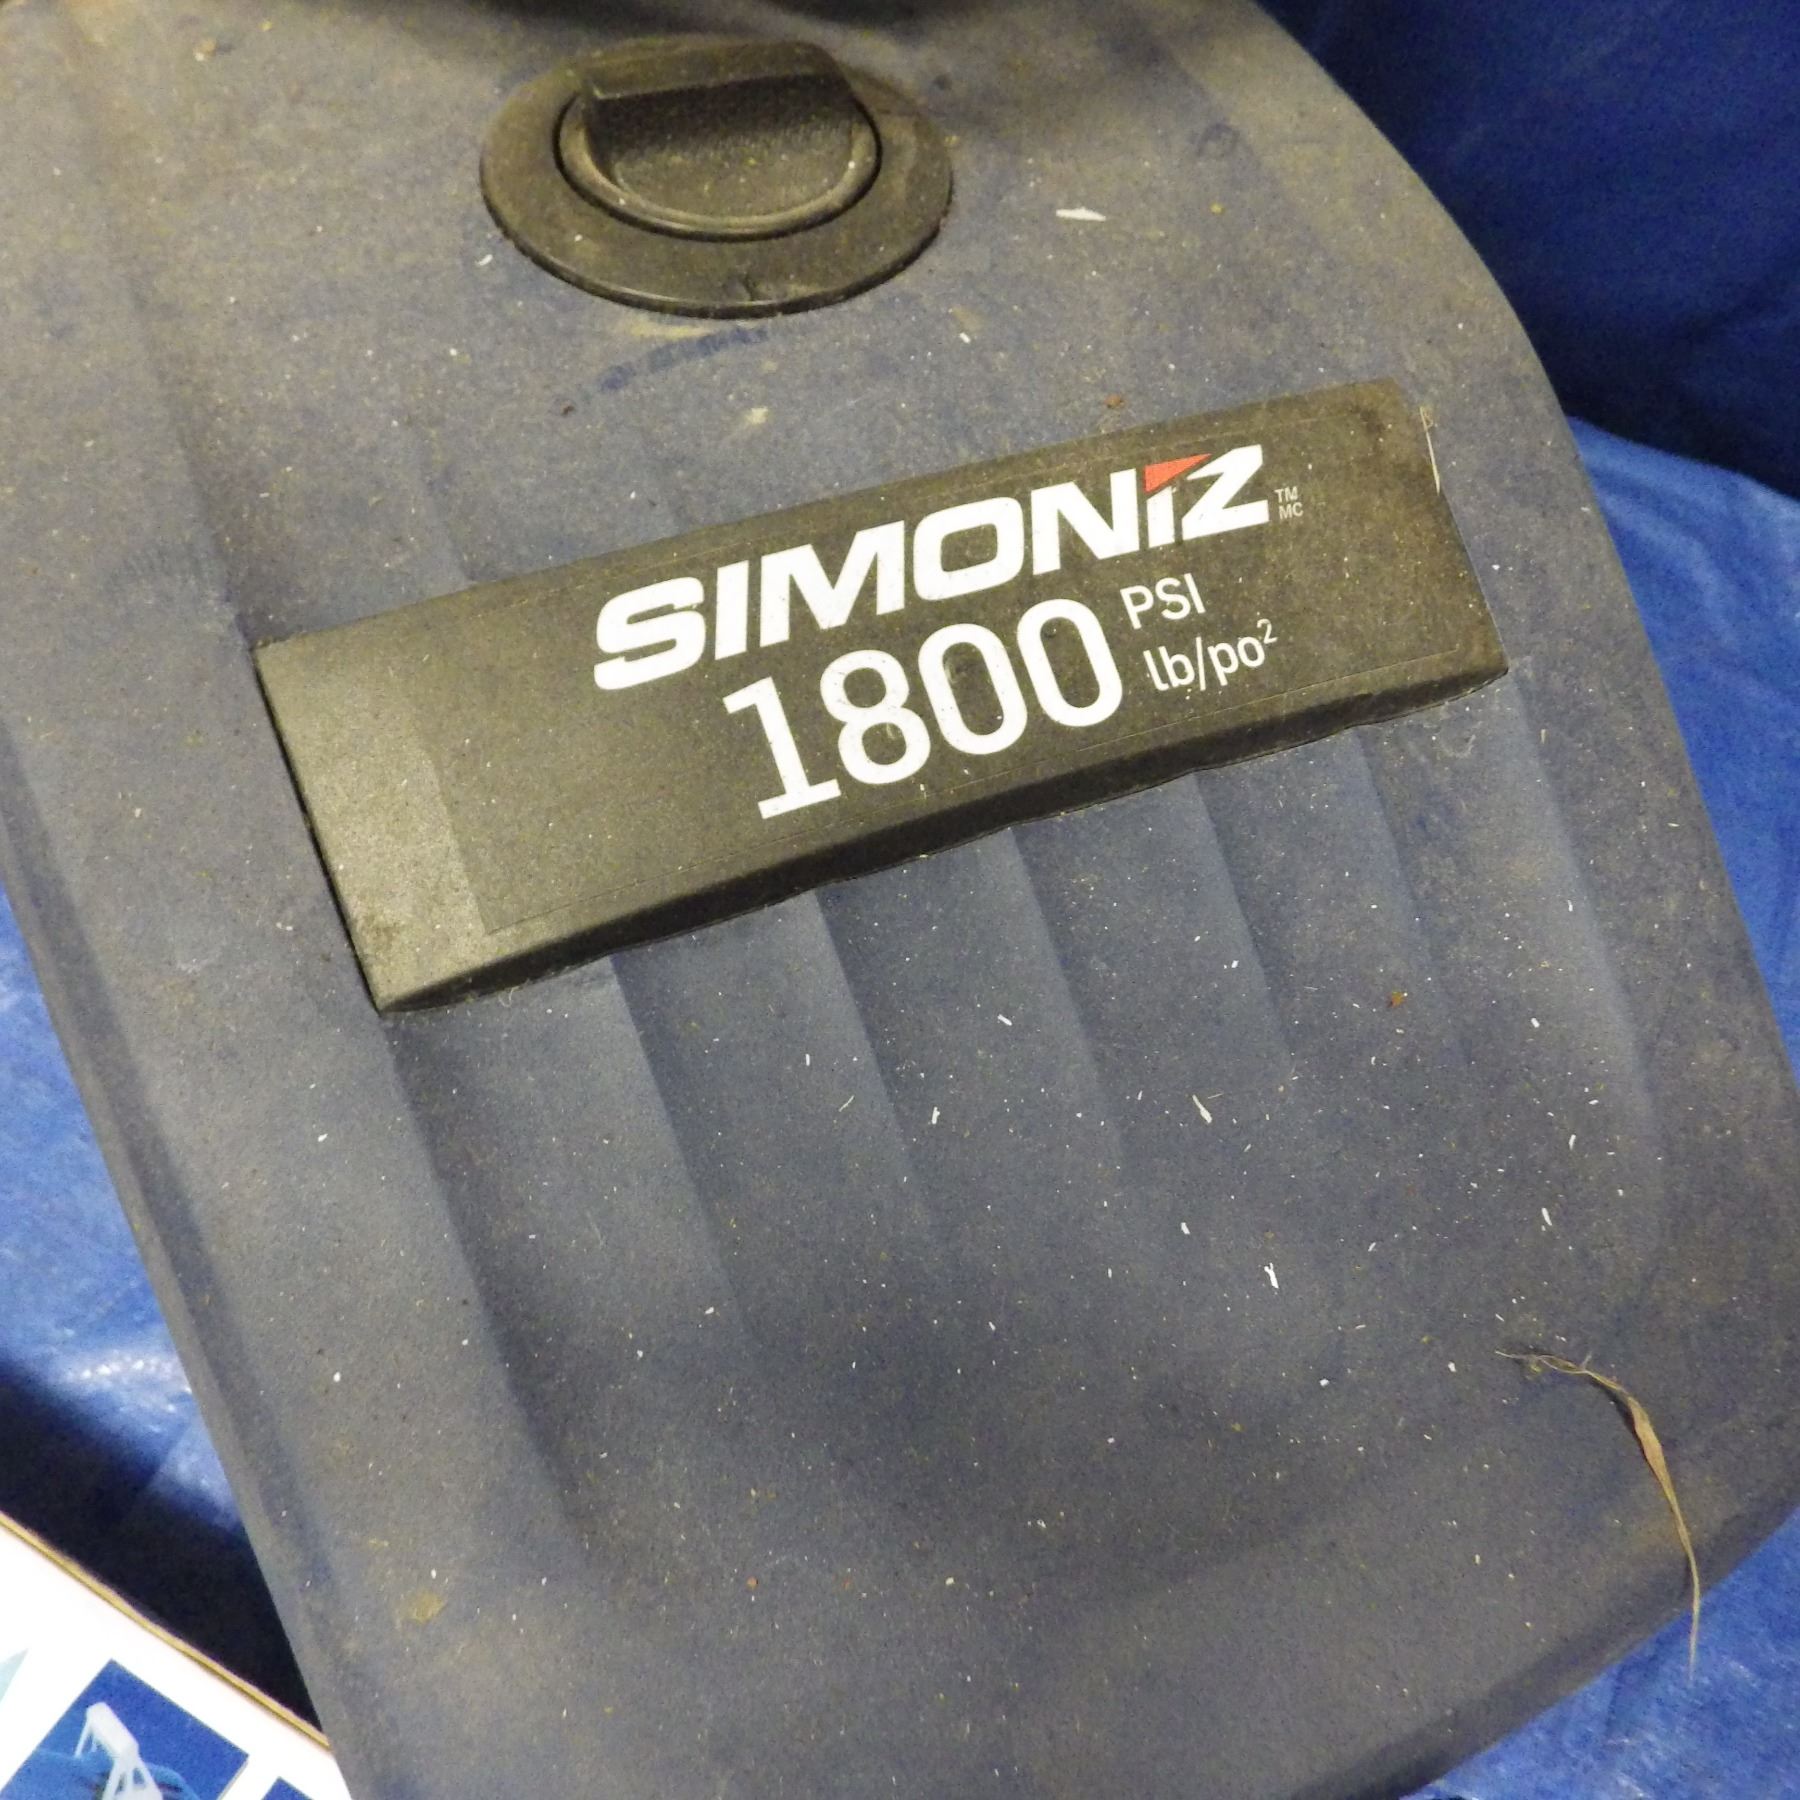 SIMONiZ TM
MC
1800 PSI
lb/po²